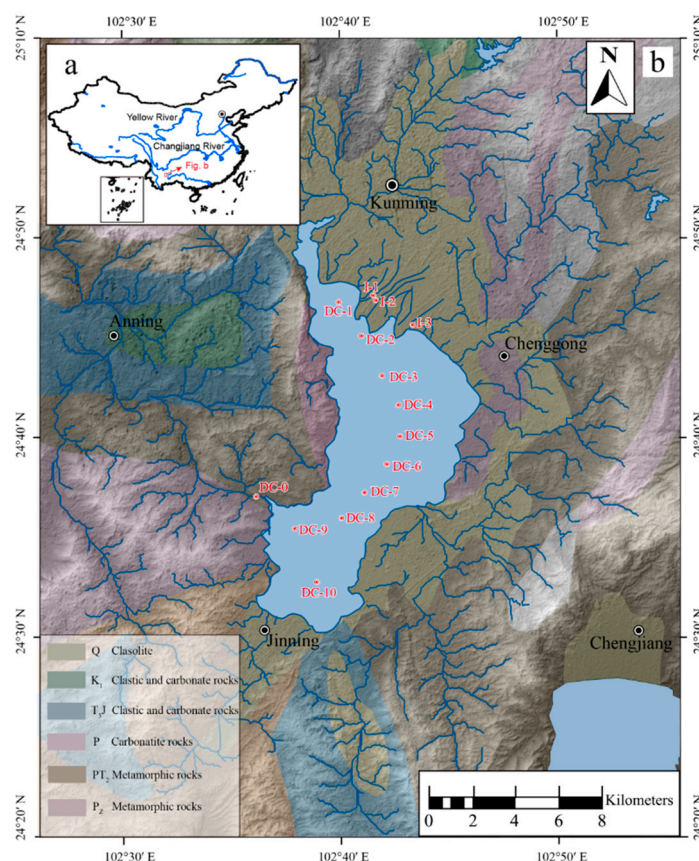 102°30′ E 102°40′ E 102°50′ E
25°10′ N
25°10′ N
a
Yellow River
Changjiang River
Fig. b
N
b
Kunming
24°50′ N
24°50′ N
J-1
J-2
J-3
DC-1
DC-2
Anning
Chenggong
DC-3
DC-4
DC-5
24°40′ N
24°40′ N
DC-6
DC-7
DC-0
DC-8
DC-9
DC-10
24°30′ N
24°30′ N
Jinning
Chengjiang
Q Clasolite
K1 Clastic and carbonate rocks
T3J Clastic and carbonate rocks
P Carbonatite rocks
PT2 Metamorphic rocks
PZ Metamorphic rocks
Kilometers
0 2 4 6 8
24°20′ N
24°20′ N
102°30′ E 102°40′ E 102°50′ E